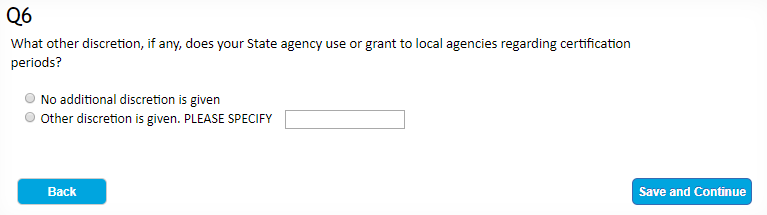 Q6
What other discretion, if any, does your State agency use or grant to local agencies regarding certification
periods?
No additional discretion is given
Other discretion is given. PLEASE SPECIFY
Back
Save and Continue